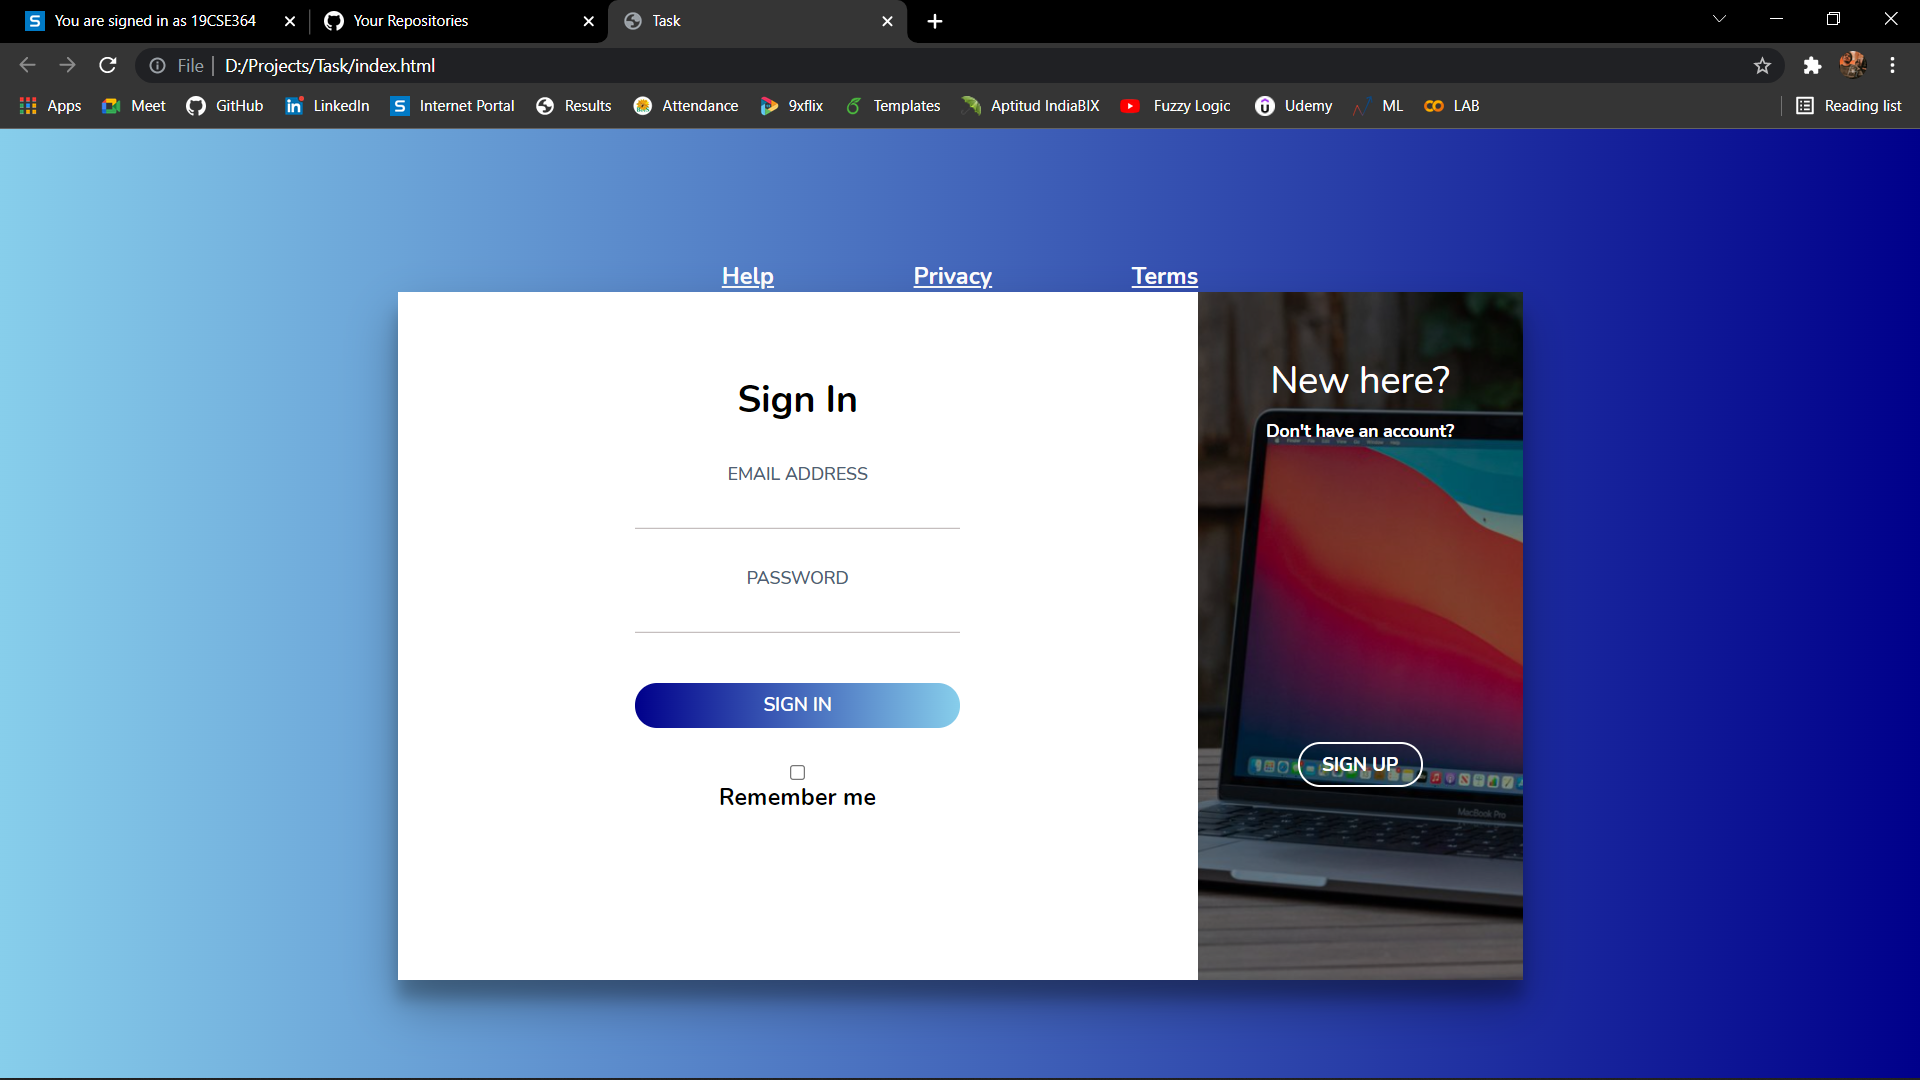 You are signed in as 19CSE364
Your Repositories
Task
File
D:/Projects/Task/index.html
Apps
Meet
GitHub
LinkedIn
Internet Portal
Results
Attendance
9xflix
Templates
Aptitud IndiaBIX
Fuzzy Logic
Udemy
ML
LAB
Reading list
Help Privacy Terms
Sign In
EMAIL ADDRESS
PASSWORD
SIGN IN
Remember me
New here?
Don't have an account?
SIGN UP
MacBook Pro